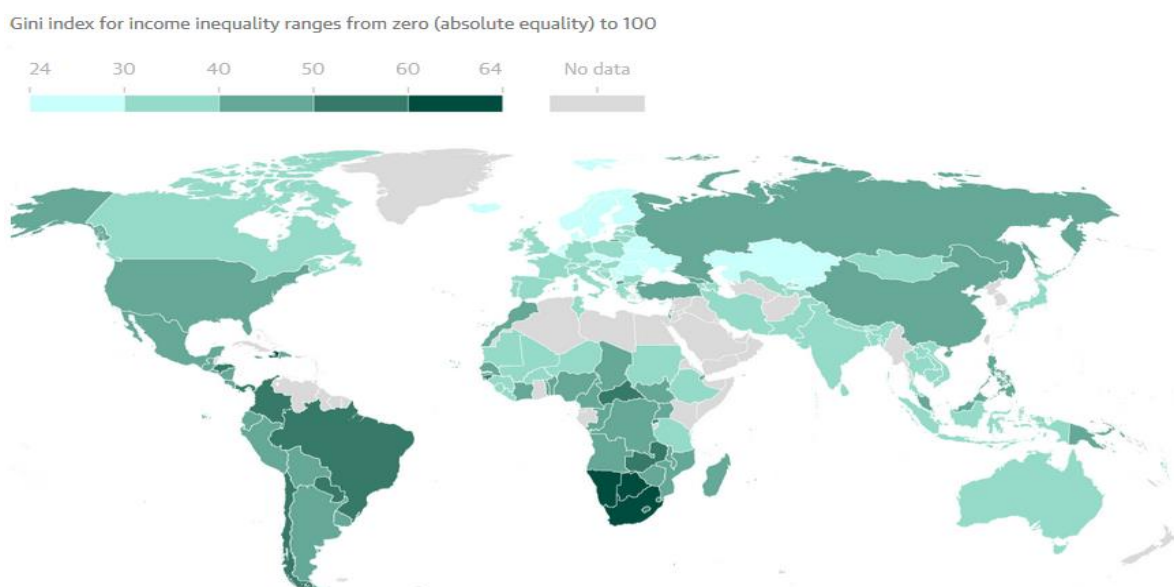 Gini index for income inequality ranges from zero (absolute equality) to 100
24 30 40 50 60 64 No data